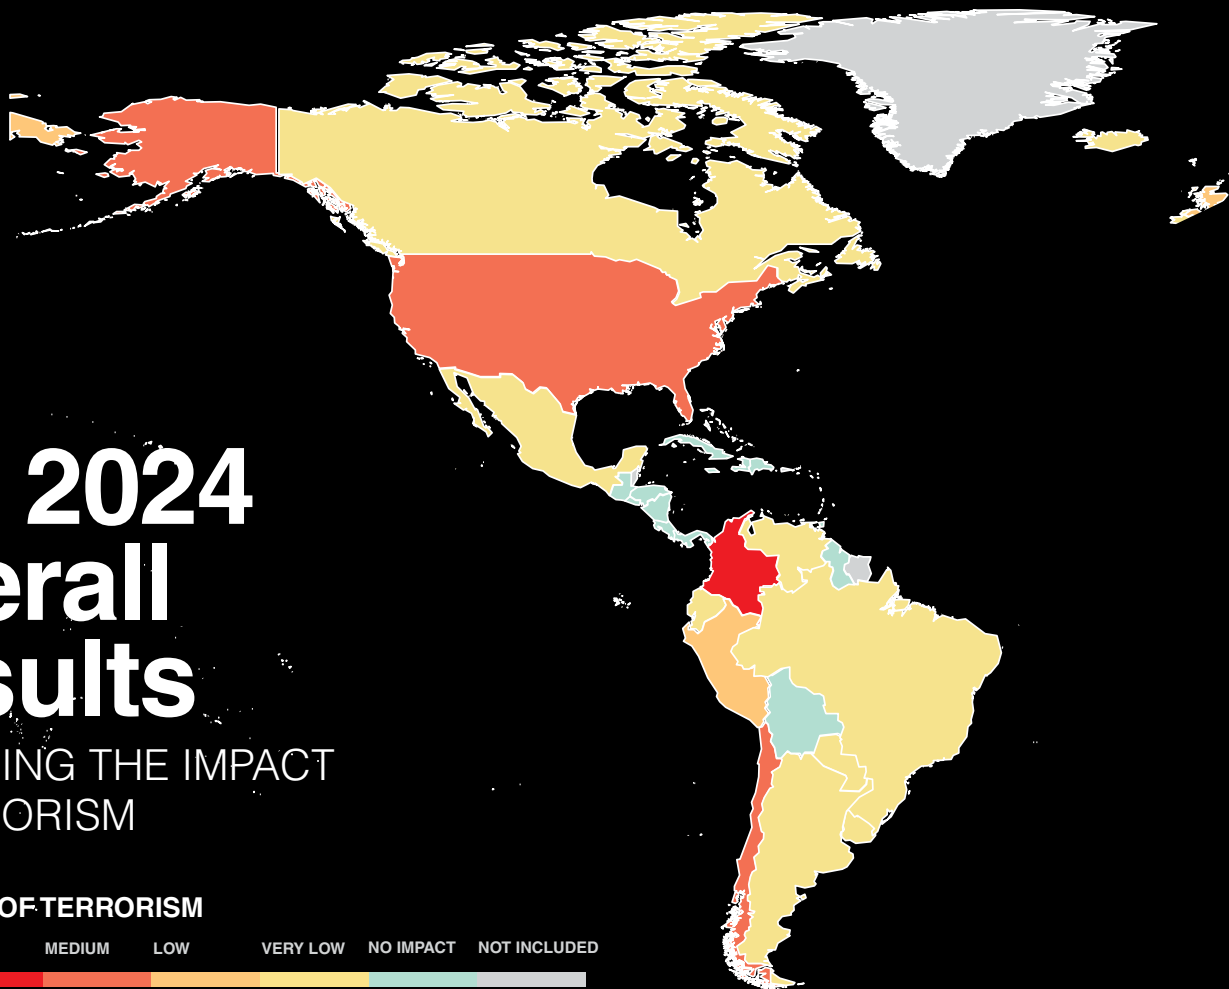 2024
erall
sults
ING THE IMPACT
ORISM
OF TERRORISM
MEDIUM LOW VERY LOW NO IMPACT NOT INCLUDED